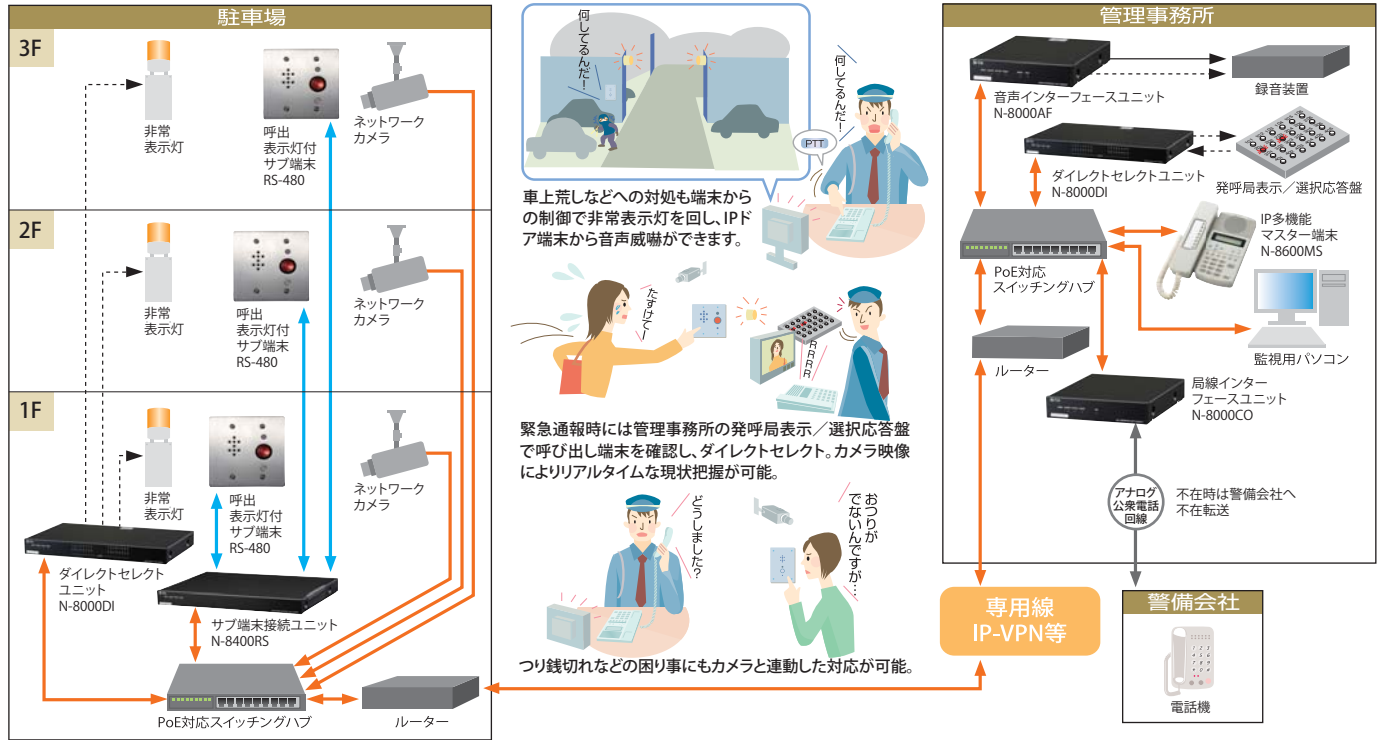 駐車場
3F
非常
表示灯
呼出
表示灯付
サブ端末
RS-480
ネットワーク
カメラ
2F
非常
表示灯
呼出
表示灯付
サブ端末
RS-480
ネットワーク
カメラ
1F
非常
表示灯
呼出
表示灯付
サブ端末
RS-480
ネットワーク
カメラ
ダイレクトセレクト
ユニット
N-8000DI
サブ端末接続ユニット
N-8400RS
PoE対応スイッチングハブ
ルーター
何してるんだ!
何してるんだ!
PTT
車上荒しなどへの対処も端末から
の制御で非常表示灯を回し、IPド
ア端末から音声威嚇ができます。
たすけてー
RRRR
緊急通報時には管理事務所の発呼局表示／選択応答盤
で呼び出し端末を確認し、ダイレクトセレクト。カメラ映像
によりリアルタイムな現状把握が可能。
どうしました?
おつりが
でないんですが…
つり銭切れなどの困り事にもカメラと連動した対応が可能。
管理事務所
音声インターフェースユニット
N-8000AF
録音装置
ダイレクトセレクトユニット
N-8000DI
発呼局表示／選択応答盤
PoE対応
スイッチングハブ
IP多機能
マスター端末
N-8600MS
監視用パソコン
ルーター
局線インター
フェースユニット
N-8000CO
アナログ
公衆電話
回線
不在時は警備会社へ
不在転送
専用線
IP-VPN等
警備会社
電話機